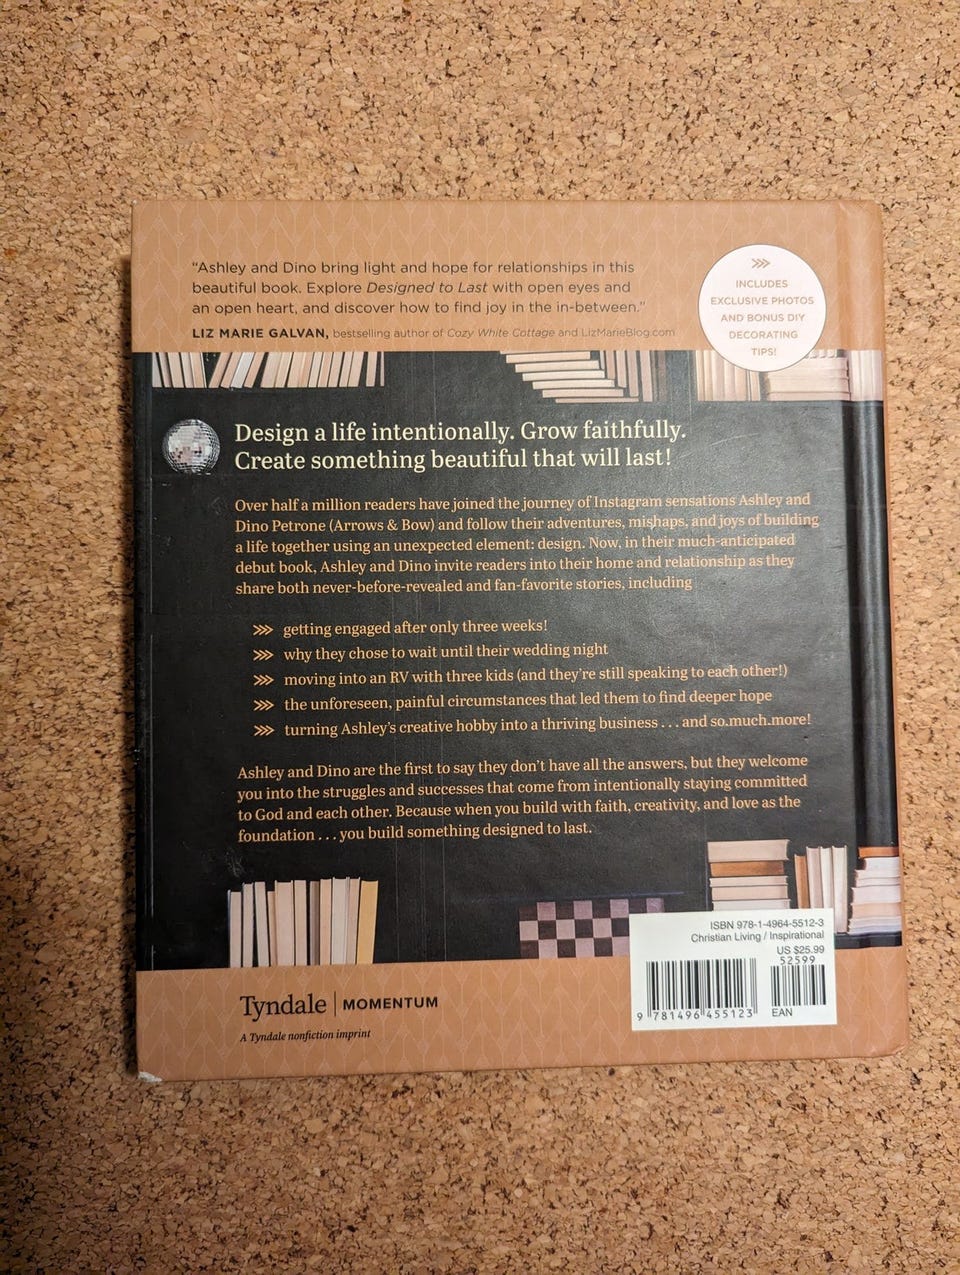 “Ashley and Dino bring light and hope for relationships in this
beautiful book. Explore Designed to Last with open eyes and
an open heart, and discover how to find joy in the in-between.”
LIZ MARIE GALVAN, bestselling author of Cozy White Cottage and LizMarieBlog.com
INCLUDES
EXCLUSIVE PHOTOS
AND BONUS DIY
DECORATING
TIPS!
Design a life intentionally. Grow faithfully.
Create something beautiful that will last!
Over half a million readers have joined the journey of Instagram sensations Ashley and
Dino Petrone (Arrows & Bow) and follow their adventures, mishaps, and joys of building
a life together using an unexpected element: design. Now, in their much-anticipated
debut book, Ashley and Dino invite readers into their home and relationship as they
share both never-before-revealed and fan-favorite stories, including
>>> getting engaged after only three weeks!
>>> why they chose to wait until their wedding night
>>> moving into an RV with three kids (and they’re still speaking to each other!)
>>> the unforeseen, painful circumstances that led them to find deeper hope
>>> turning Ashley’s creative hobby into a thriving business . . . and so.much.more!
Ashley and Dino are the first to say they don’t have all the answers, but they welcome
you into the struggles and successes that come from intentionally staying committed
to God and each other. Because when you build with faith, creativity, and love as the
foundation . . . you build something designed to last.
ISBN 978-1-4964-5512-3
Christian Living / Inspirational
US $25.99
52599
9 781496 455123
EAN
Tyndale | MOMENTUM
A Tyndale nonfiction imprint